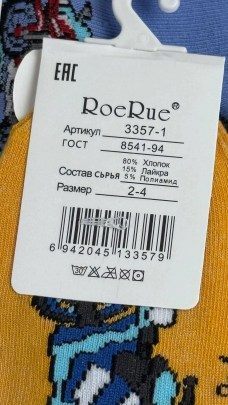 EAC
RoeRue®
Артикул 3357-1
ГОСТ 8541-94
80% Хлопок
Состав СЫРЬЯ 15% Лайкра
5% Полиамид
Размер 2-4
6 942045 133579